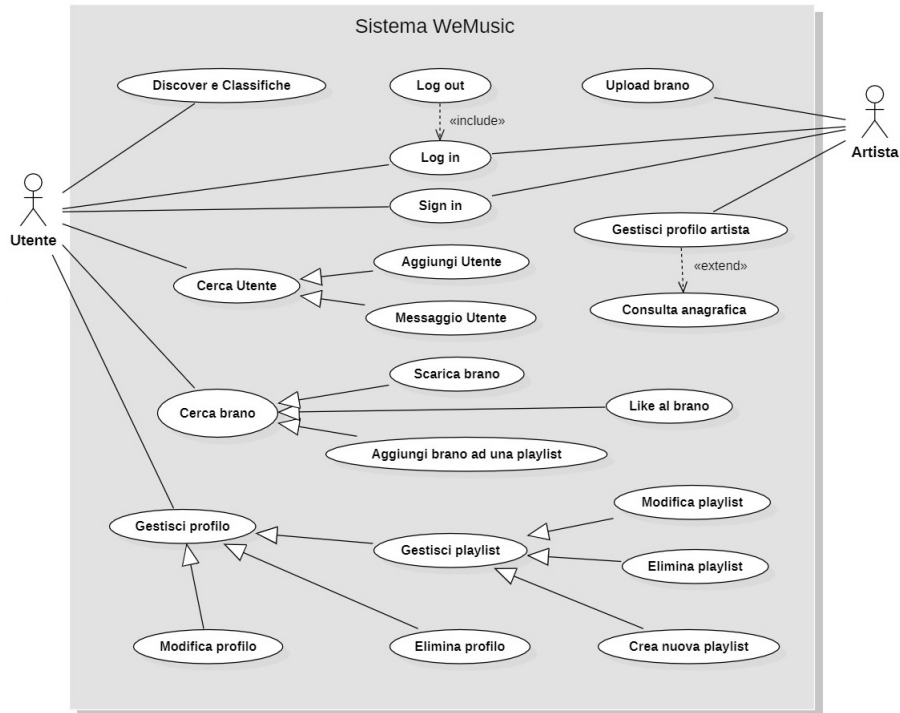 Sistema WeMusic
Discover e Classifiche
Log out
Upload brano
«include»
Log in
Artista
Sign in
Utente
Gestisci profilo artista
Aggiungi Utente
«extend»
Cerca Utente
Consulta anagrafica
Messaggio Utente
Scarica brano
Cerca brano
Like al brano
Aggiungi brano ad una playlist
Modifica playlist
Gestisci profilo
Gestisci playlist
Elimina playlist
Modifica profilo
Elimina profilo
Crea nuova playlist